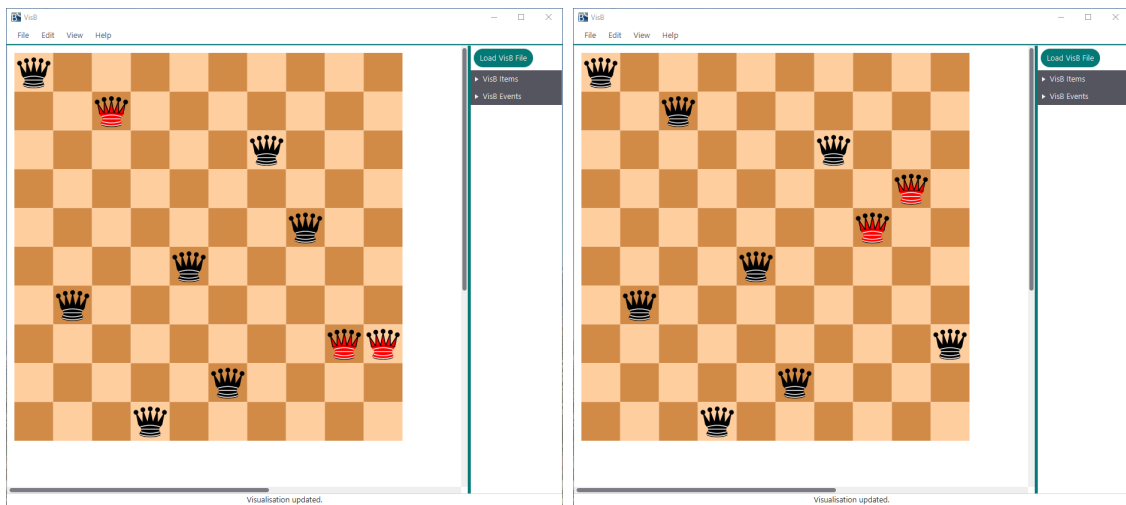 VisB
File Edit View Help
Load VisB File
VisB Items
VisB Events
Visualisation updated.
VisB
File Edit View Help
Load VisB File
VisB Items
VisB Events
Visualisation updated.